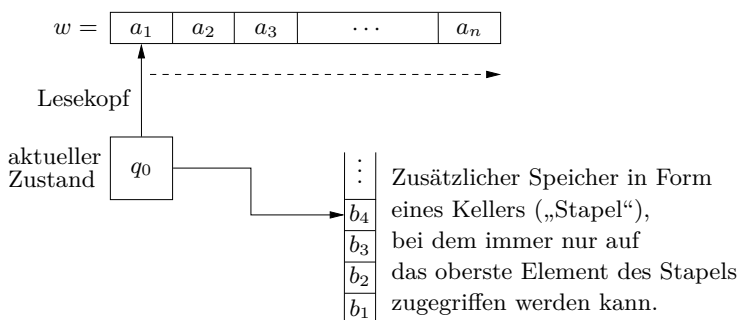 w = a₁ a₂ a₃ ⋯ aₙ
Lesekopf
aktueller
Zustand
q₀
⋮
b₄
b₃
b₂
b₁
Zusätzlicher Speicher in Form
eines Kellers („Stapel“),
bei dem immer nur auf
das oberste Element des Stapels
zugegriffen werden kann.